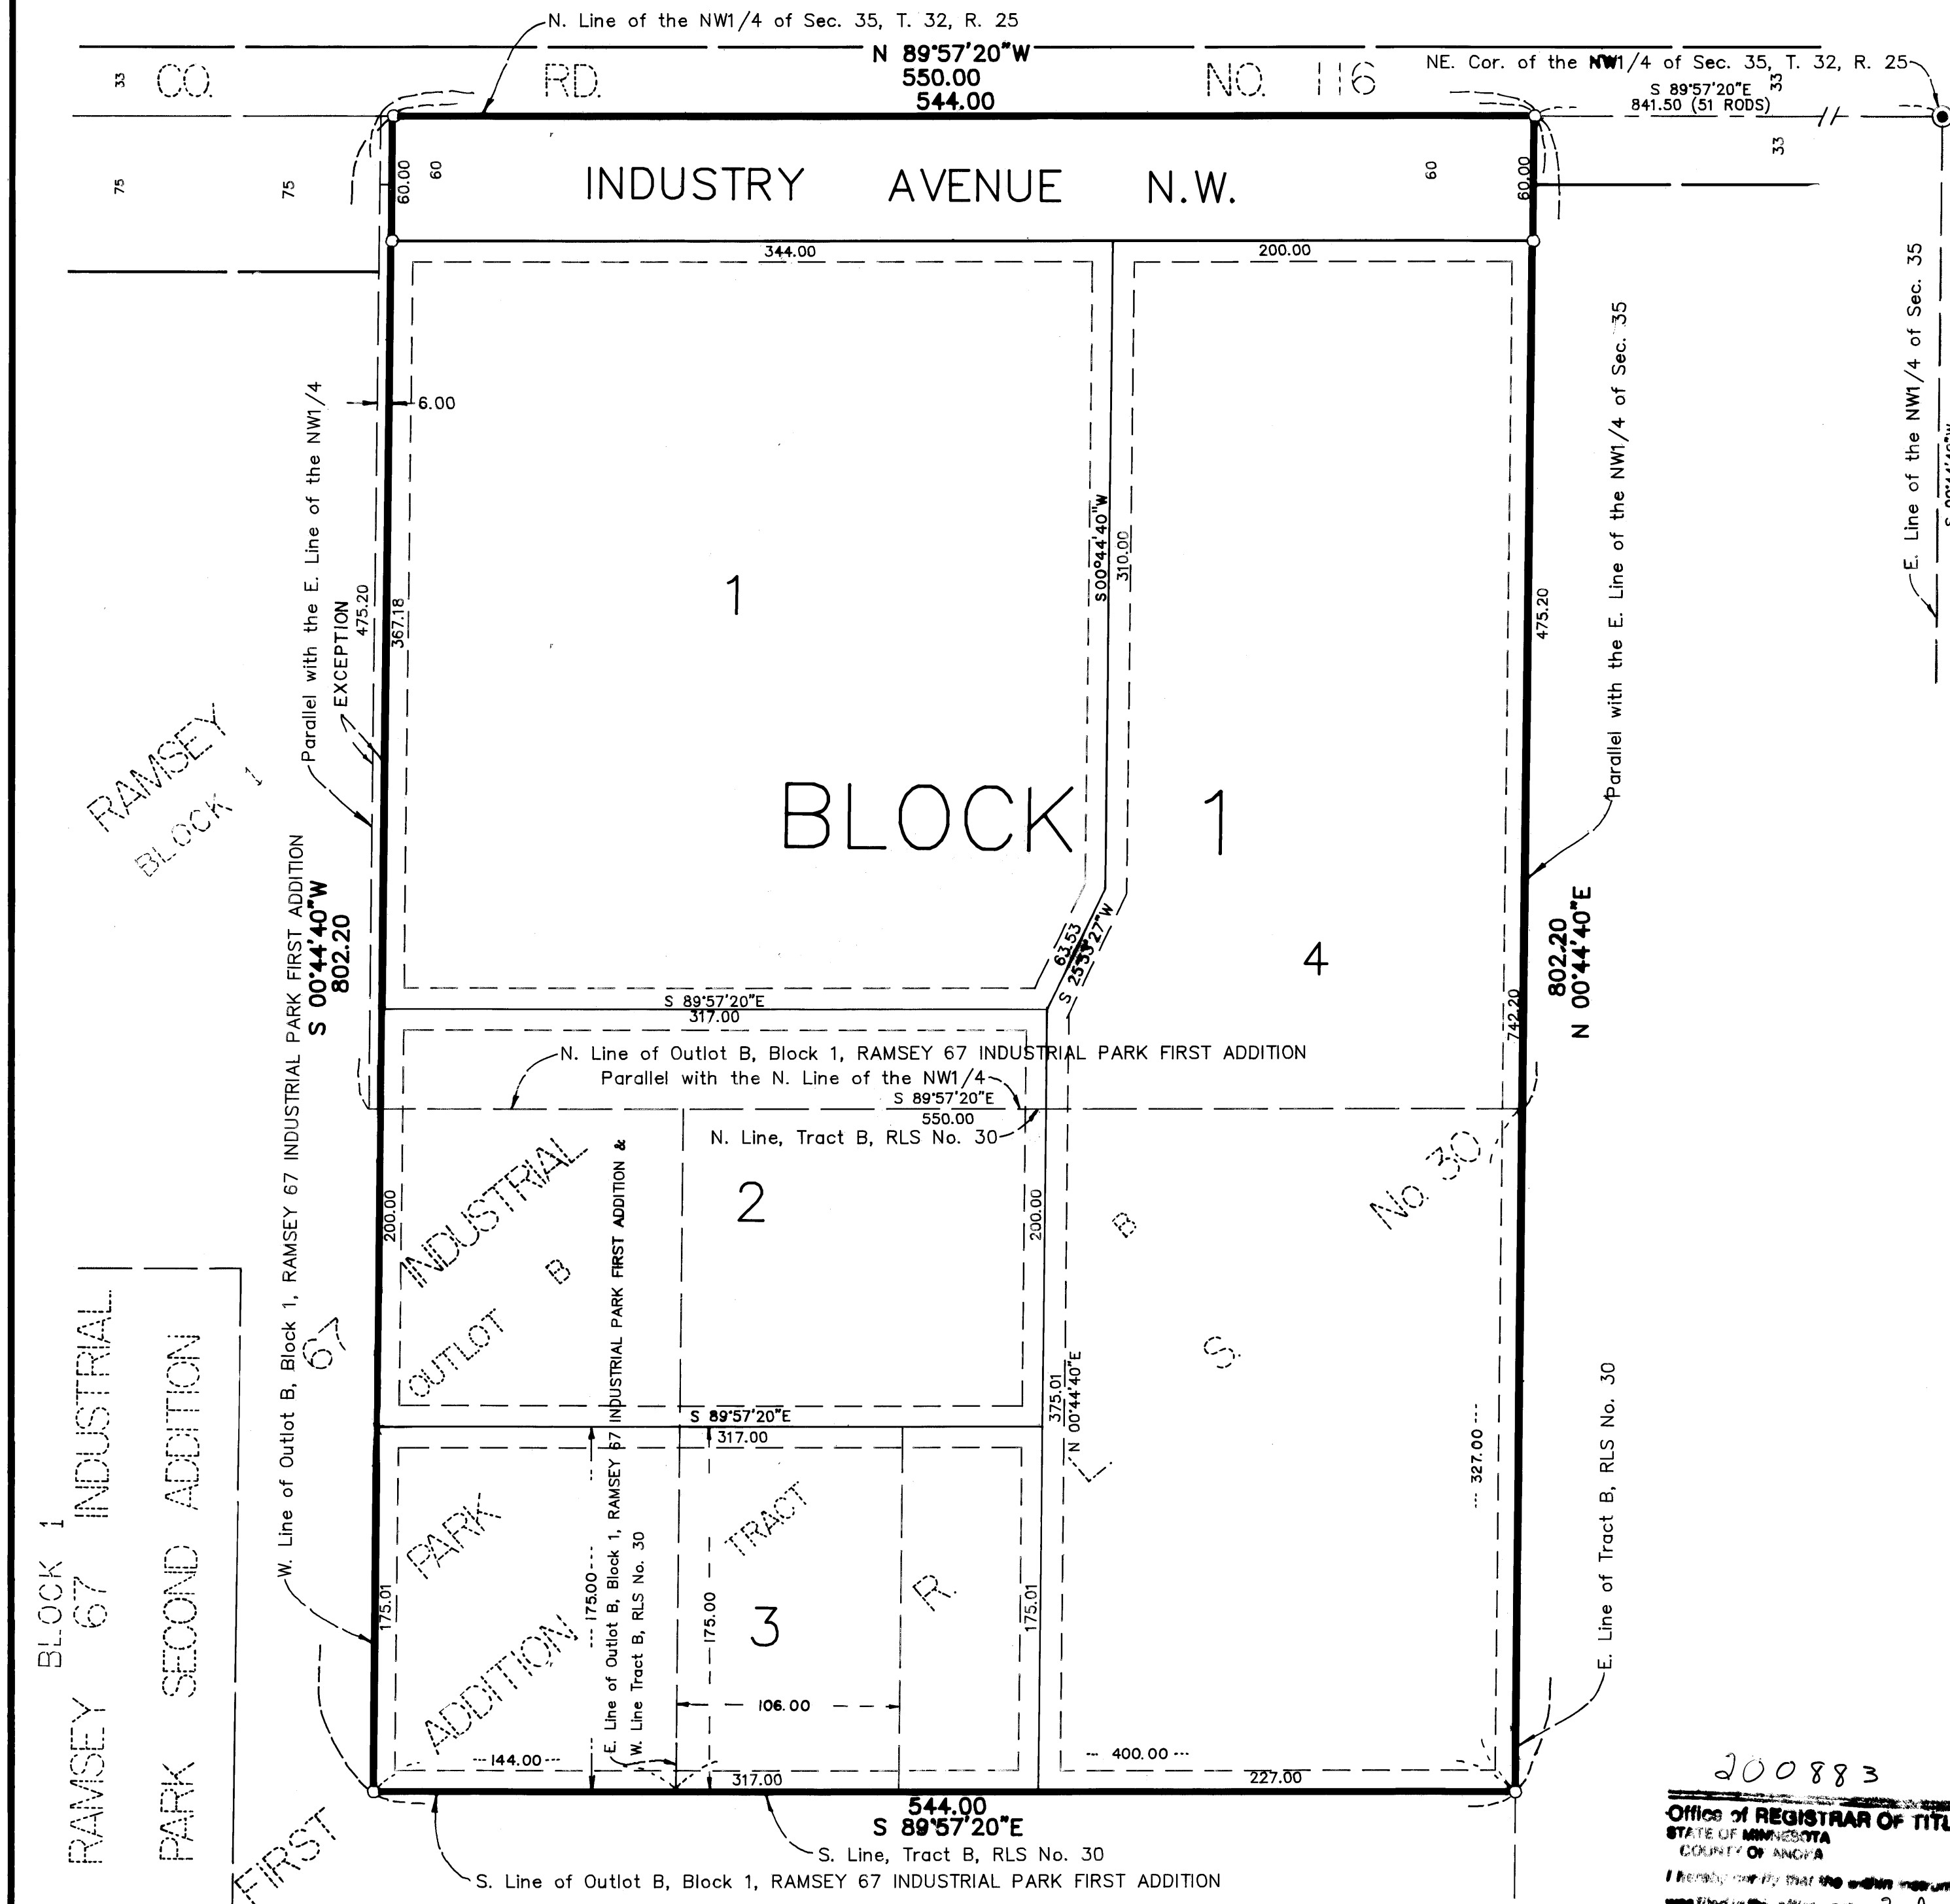 N. Line of the NW1/4 of Sec. 35, T. 32, R. 25
N 89°57'20"W
550.00
544.00
33
CO.
RD.
NO. 116
NE. Cor. of the NW1/4 of Sec. 35, T. 32, R. 25
S 89°57'20"E
841.50 (51 RODS)
33
33
75
75
60.00
60
INDUSTRY AVENUE N.W.
60
60.00
344.00
200.00
6.00
Parallel with the E. Line of the NW1/4
EXCEPTION
475.20
367.18
1
S 00°44'40"W
310.00
475.20
Parallel with the E. Line of the NW1/4 of Sec. 35
E. Line of the NW1/4 of Sec. 35
S 00°44'40"W
RAMSEY
BLOCK 1
BLOCK 1
S 00°44'40"W
802.20
63.53
S 25°33'27"W
4
742.20
802.20
N 00°44'40"E
S 89°57'20"E
317.00
N. Line of Outlot B, Block 1, RAMSEY 67 INDUSTRIAL PARK FIRST ADDITION
Parallel with the N. Line of the NW1/4
S 89°57'20"E
550.00
N. Line, Tract B, RLS No. 30
W. Line of Outlot B, Block 1, RAMSEY 67 INDUSTRIAL PARK FIRST ADDITION
200.00
INDUSTRIAL
B
OUTLOT
67
2
200.00
B
No. 30
S.
L.
375.01
N 00°44'40"E
S 89°57'20"E
317.00
E. Line of Outlot B, Block 1, RAMSEY 67 INDUSTRIAL PARK FIRST ADDITION &
W. Line Tract B, RLS No. 30
327.00
E. Line of Tract B, RLS No. 30
BLOCK 1
RAMSEY 67 INDUSTRIAL
PARK SECOND ADDITION
175.01
PARK
175.00
175.00
TRACT
R.
3
175.01
ADDITION
106.00
144.00
317.00
400.00
227.00
544.00
S 89°57'20"E
S. Line, Tract B, RLS No. 30
S. Line of Outlot B, Block 1, RAMSEY 67 INDUSTRIAL PARK FIRST ADDITION
FIRST
200883
Office of REGISTRAR OF TITL
STATE OF MINNESOTA
COUNTY OF ANOKA
I hereby certify that the within instrum